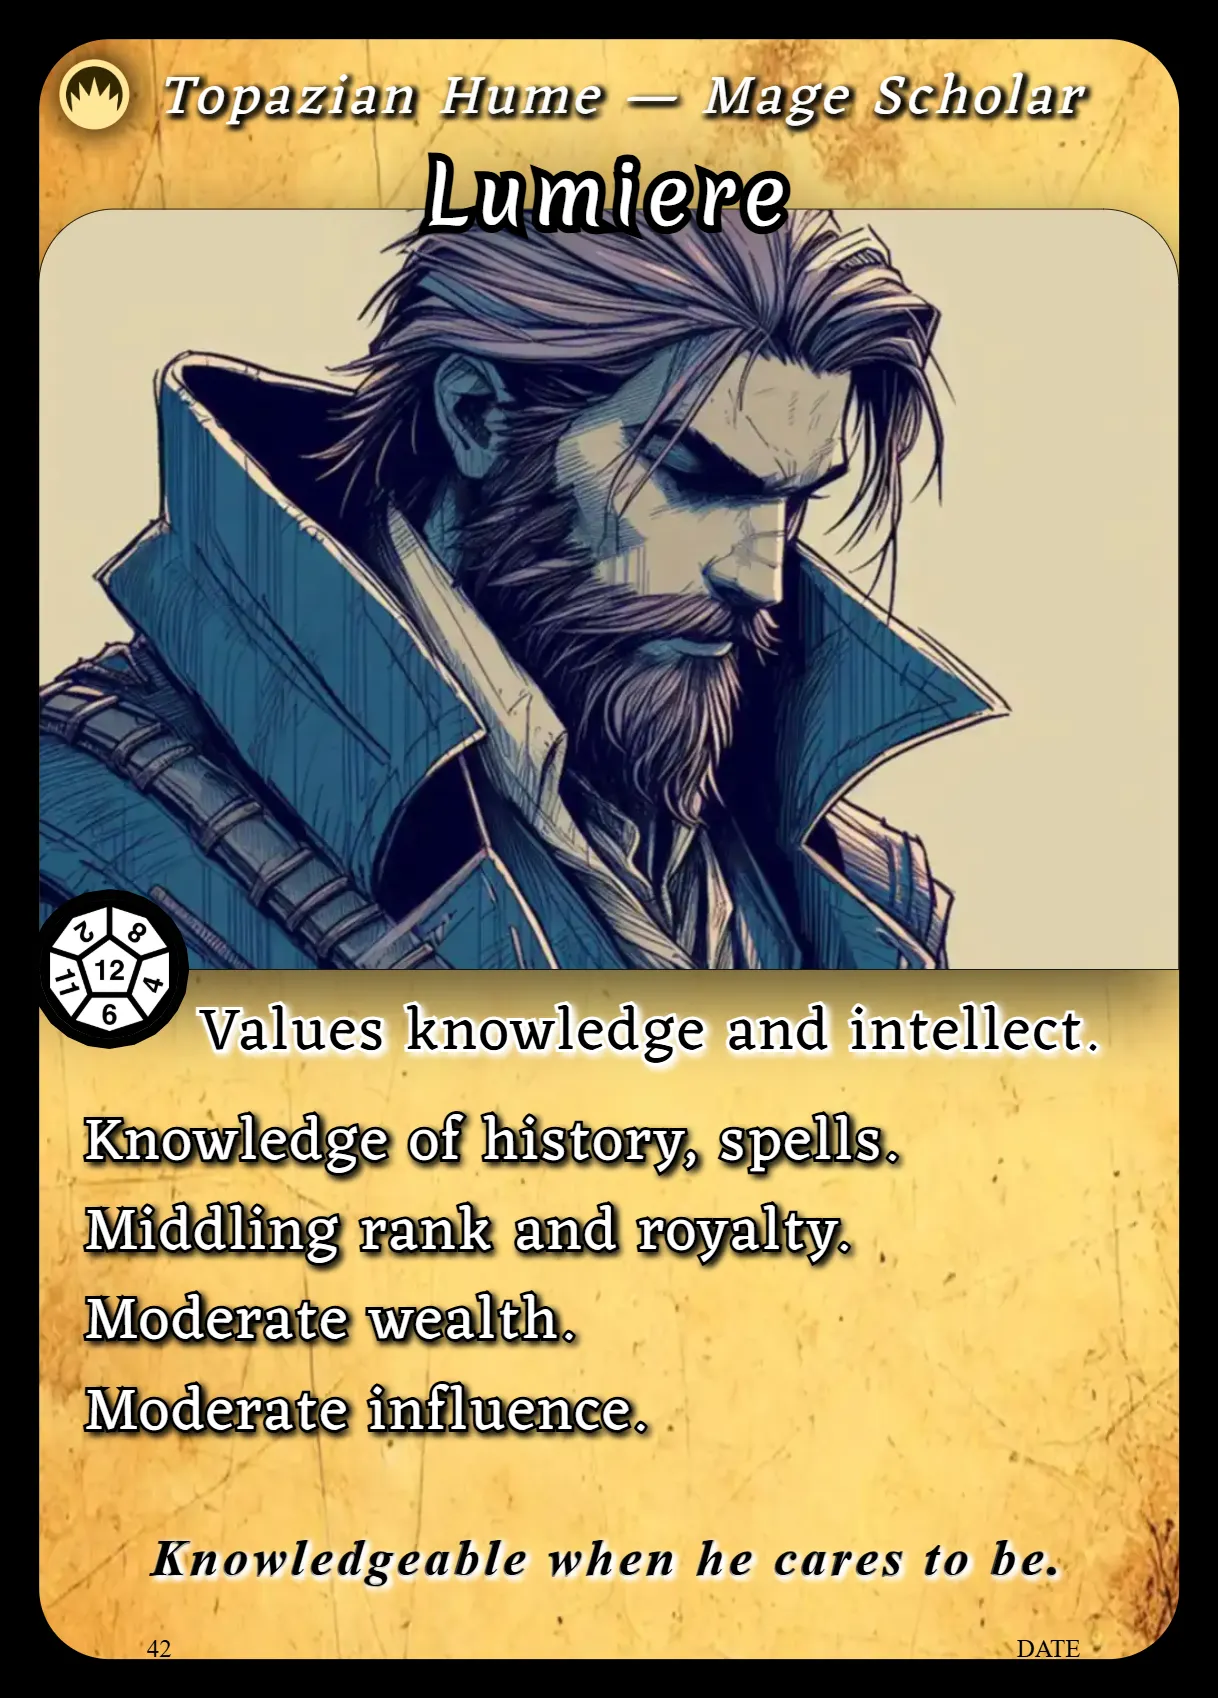 Topazian Hume — Mage Scholar
Lumiere
2 8
12
11 4
6
Values knowledge and intellect.
Knowledge of history, spells.
Middling rank and royalty.
Moderate wealth.
Moderate influence.
Knowledgeable when he cares to be.
42 DATE